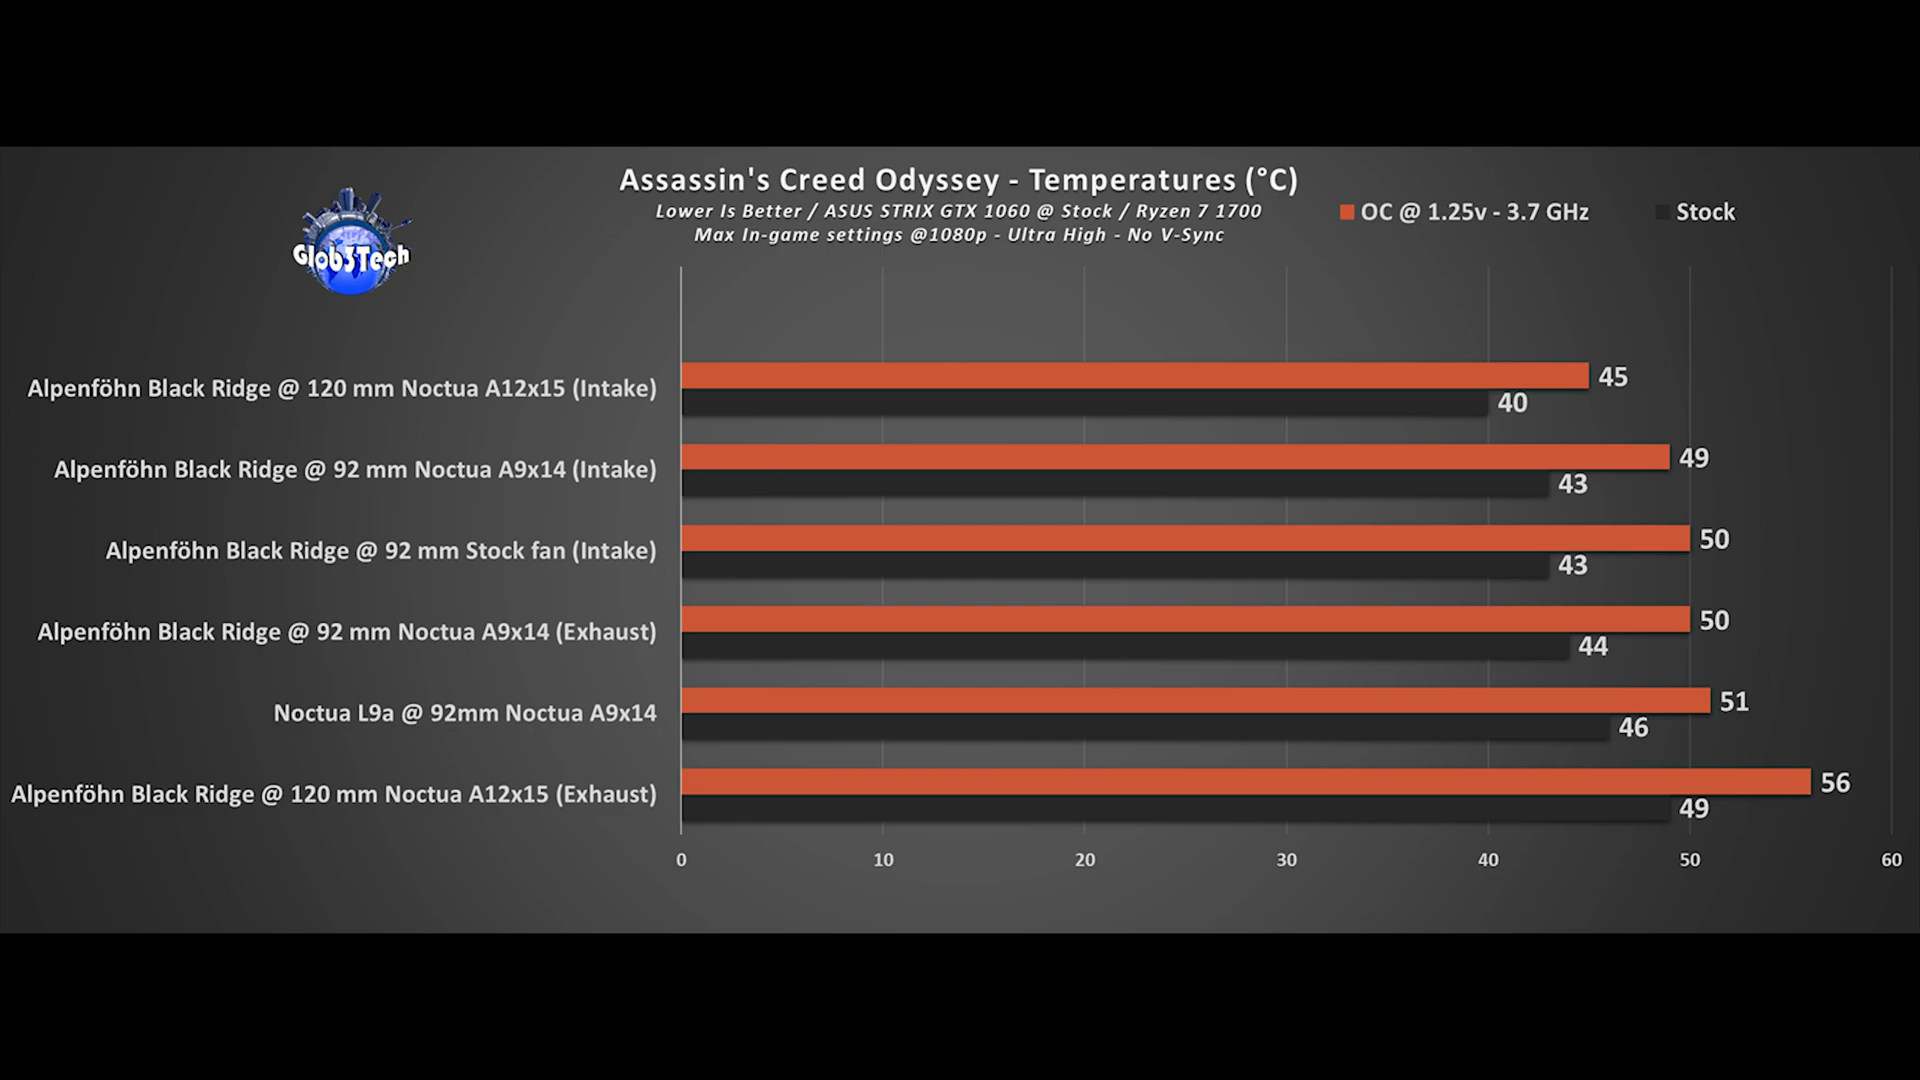 Assassin's Creed Odyssey - Temperatures (°C)
Lower Is Better / ASUS STRIX GTX 1060 @ Stock / Ryzen 7 1700
Max In-game settings @1080p - Ultra High - No V-Sync
OC @ 1.25v - 3.7 GHz
Stock
Glob3Tech
Alpenföhn Black Ridge @ 120 mm Noctua A12x15 (Intake)
45
40
Alpenföhn Black Ridge @ 92 mm Noctua A9x14 (Intake)
49
43
Alpenföhn Black Ridge @ 92 mm Stock fan (Intake)
50
43
Alpenföhn Black Ridge @ 92 mm Noctua A9x14 (Exhaust)
50
44
Noctua L9a @ 92mm Noctua A9x14
51
46
Alpenföhn Black Ridge @ 120 mm Noctua A12x15 (Exhaust)
56
49
0 10 20 30 40 50 60